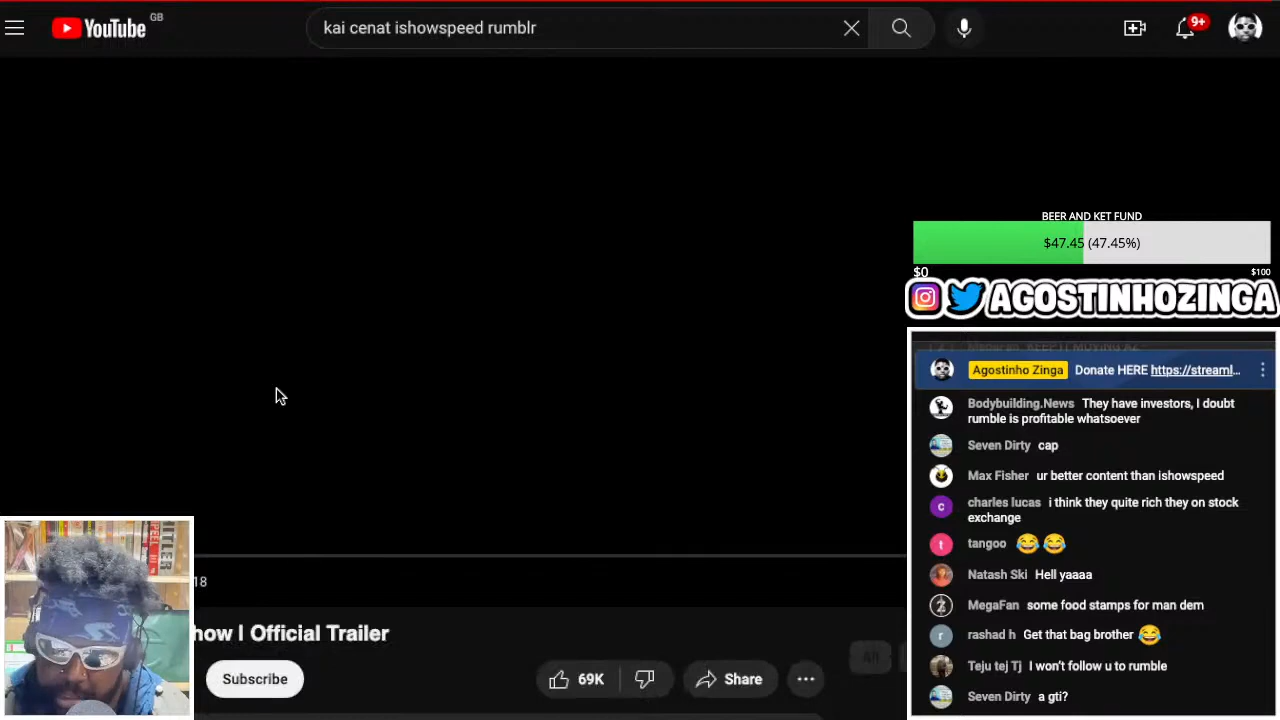 YouTube GB
kai cenat ishowspeed rumblr
9+
BEER AND KET FUND
$47.45 (47.45%)
$0
$100
AGOSTINHOZINGA
Agostinho Zinga Donate HERE https://streaml...
Bodybuilding.News They have investors, I doubt
rumble is profitable whatsoever
Seven Dirty cap
Max Fisher ur better content than ishowspeed
charles lucas i think they quite rich they on stock
exchange
tangoo 😂😂
Natash Ski Hell yaaaa
MegaFan some food stamps for man dem
rashad h Get that bag brother 😂
Teju tej Tj I won't follow u to rumble
Seven Dirty a gti?
18
how | Official Trailer
Subscribe
69K
Share
All